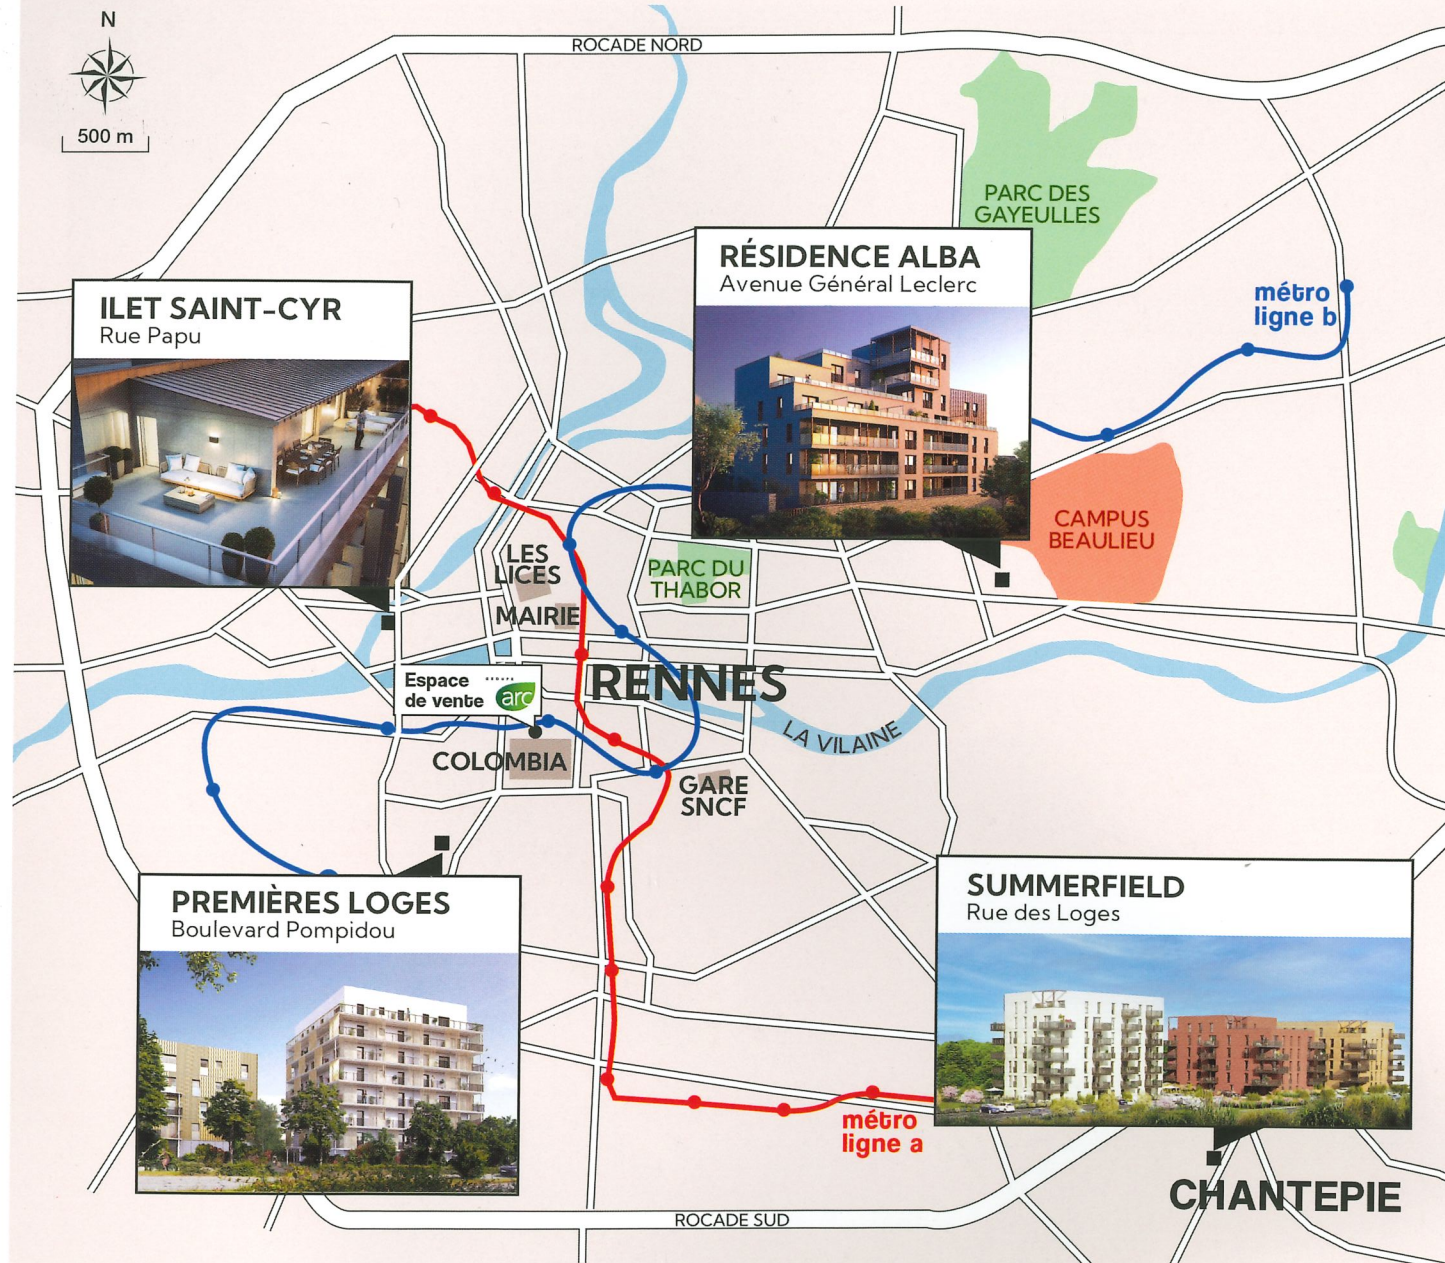 N
500 m
ROCADE NORD
PARC DES
GAYEULLES
RÉSIDENCE ALBA
Avenue Général Leclerc
métro
ligne b
ILET SAINT-CYR
Rue Papu
CAMPUS
BEAULIEU
LES
LICES
PARC DU
THABOR
MAIRIE
RENNES
Espace
de vente
GROUPE
arc
LA VILAINE
COLOMBIA
GARE
SNCF
PREMIÈRES LOGES
Boulevard Pompidou
SUMMERFIELD
Rue des Loges
métro
ligne a
CHANTEPIE
ROCADE SUD